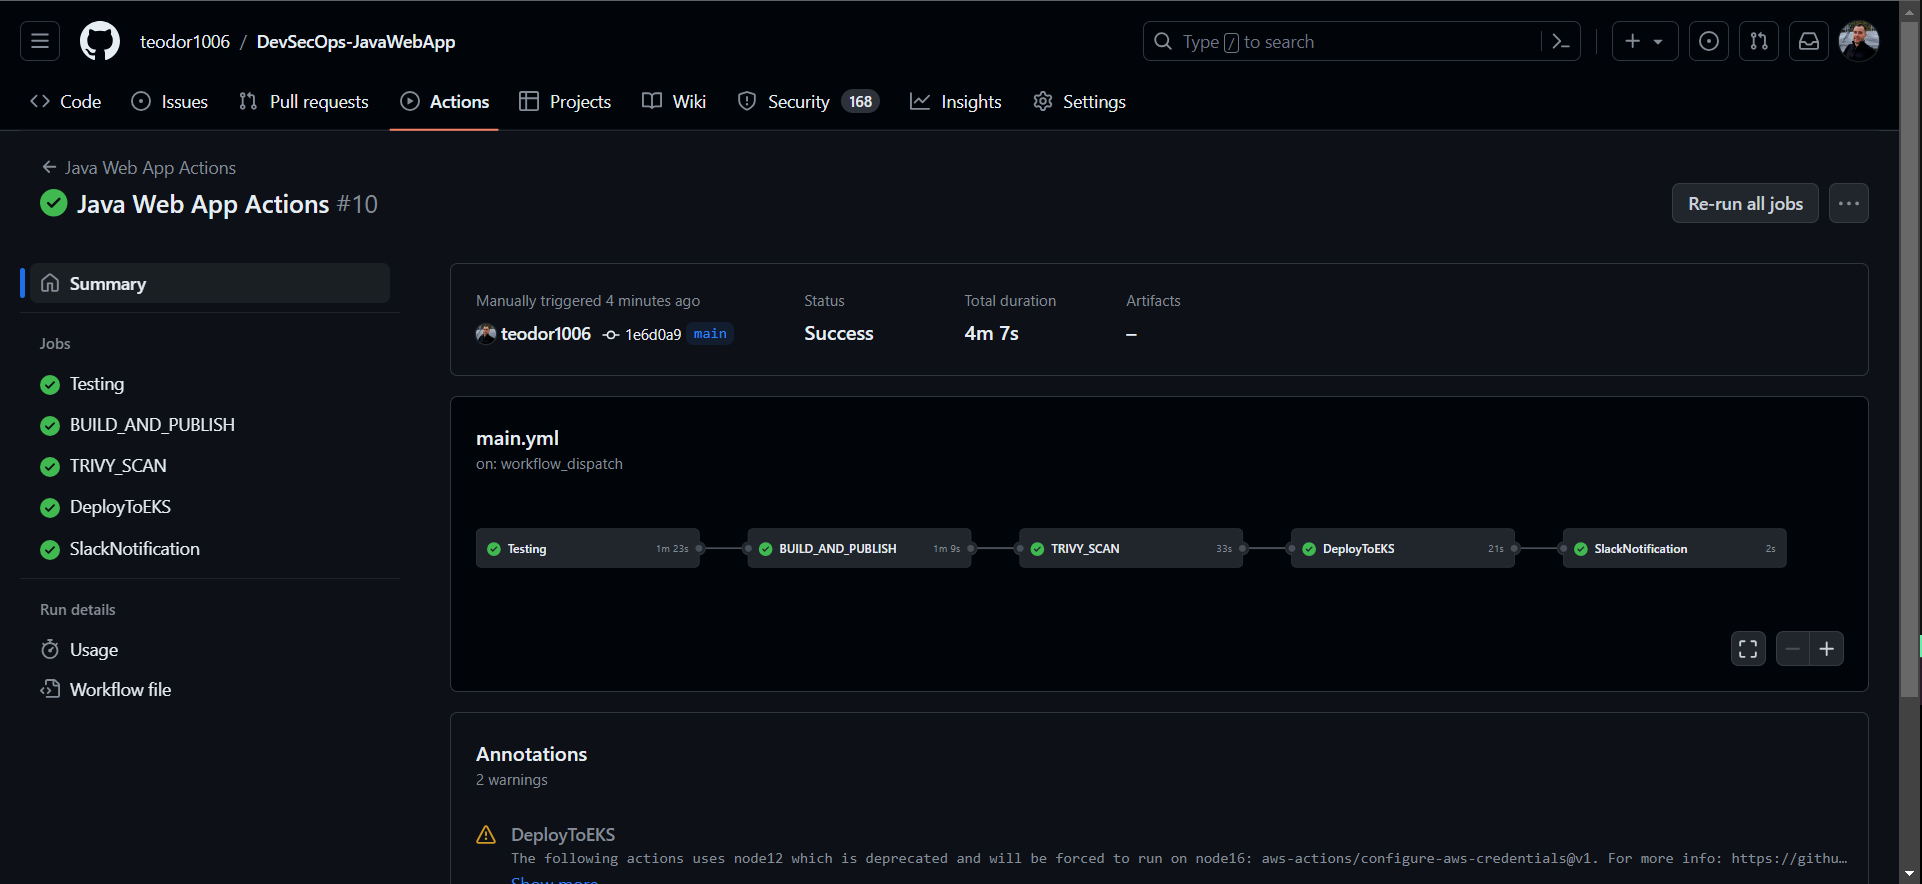 teodor1006 / DevSecOps-JavaWebApp
Type / to search
Code Issues Pull requests Actions Projects Wiki Security 168 Insights Settings
Java Web App Actions
Java Web App Actions #10
Re-run all jobs
Summary
Jobs
Testing
BUILD_AND_PUBLISH
TRIVY_SCAN
DeployToEKS
SlackNotification
Run details
Usage
Workflow file
Manually triggered 4 minutes ago
teodor1006 1e6d0a9 main
Status
Success
Total duration
4m 7s
Artifacts
–
main.yml
on: workflow_dispatch
Testing 1m 23s
BUILD_AND_PUBLISH 1m 9s
TRIVY_SCAN 33s
DeployToEKS 21s
SlackNotification 2s
Annotations
2 warnings
DeployToEKS
The following actions uses node12 which is deprecated and will be forced to run on node16: aws-actions/configure-aws-credentials@v1. For more info: https://githu…
Show more